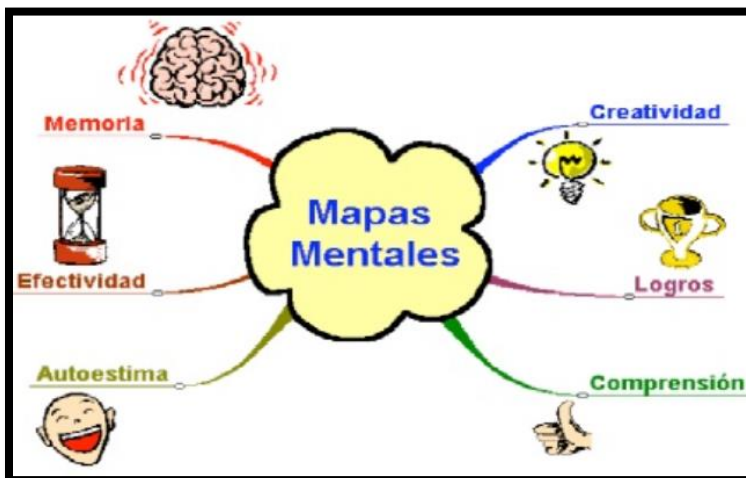 Memoria
Creatividad
Mapas
Mentales
Efectividad
Logros
Autoestima
Comprensión